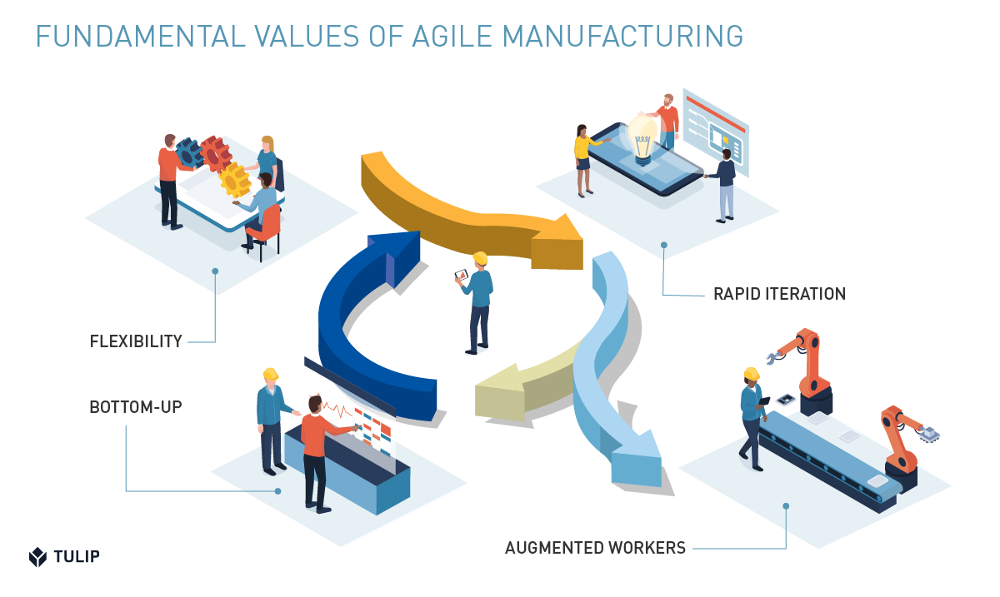 FUNDAMENTAL VALUES OF AGILE MANUFACTURING
RAPID ITERATION
FLEXIBILITY
BOTTOM-UP
AUGMENTED WORKERS
TULIP